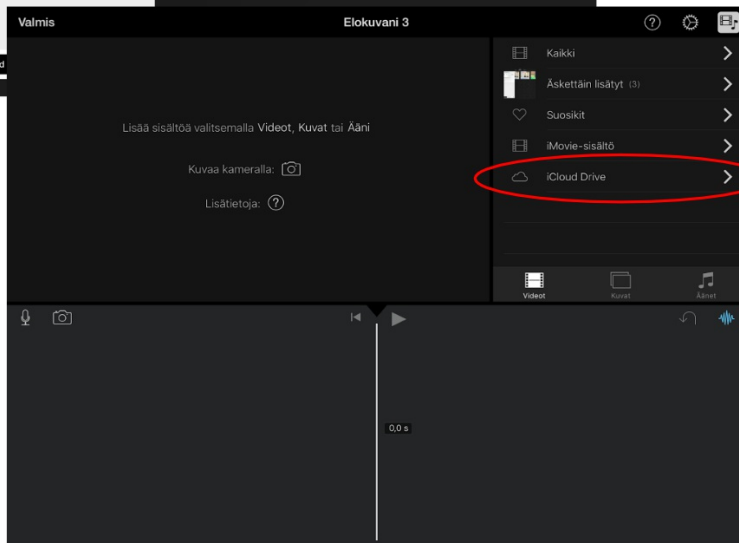 Valmis
Elokuvani 3
Kaikki
Äskettäin lisätyt (3)
Suosikit
iMovie-sisältö
iCloud Drive
Lisää sisältöä valitsemalla Videot, Kuvat tai Ääni
Kuvaa kameralla:
Lisätietoja: ?
Videot
Kuvat
Äänet
0,0 s